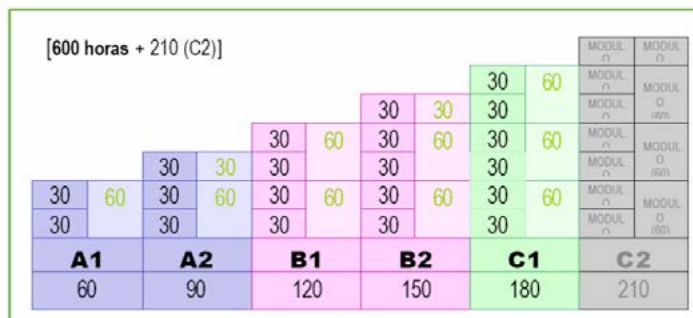 [600 horas + 210 (C2)] MODUL MODUL
O O
30 60 MODUL MODUL
O O
30 30 30 MODUL (60)
O
30 60 30 60 30 60 MODUL MODUL
O O
30 30 30 30 30 MODUL (60)
O
30 60 30 60 30 60 30 60 30 60 MODUL MODUL
O O
30 30 30 30 30 MODUL (60)
O
A1 A2 B1 B2 C1 C2
60 90 120 150 180 210